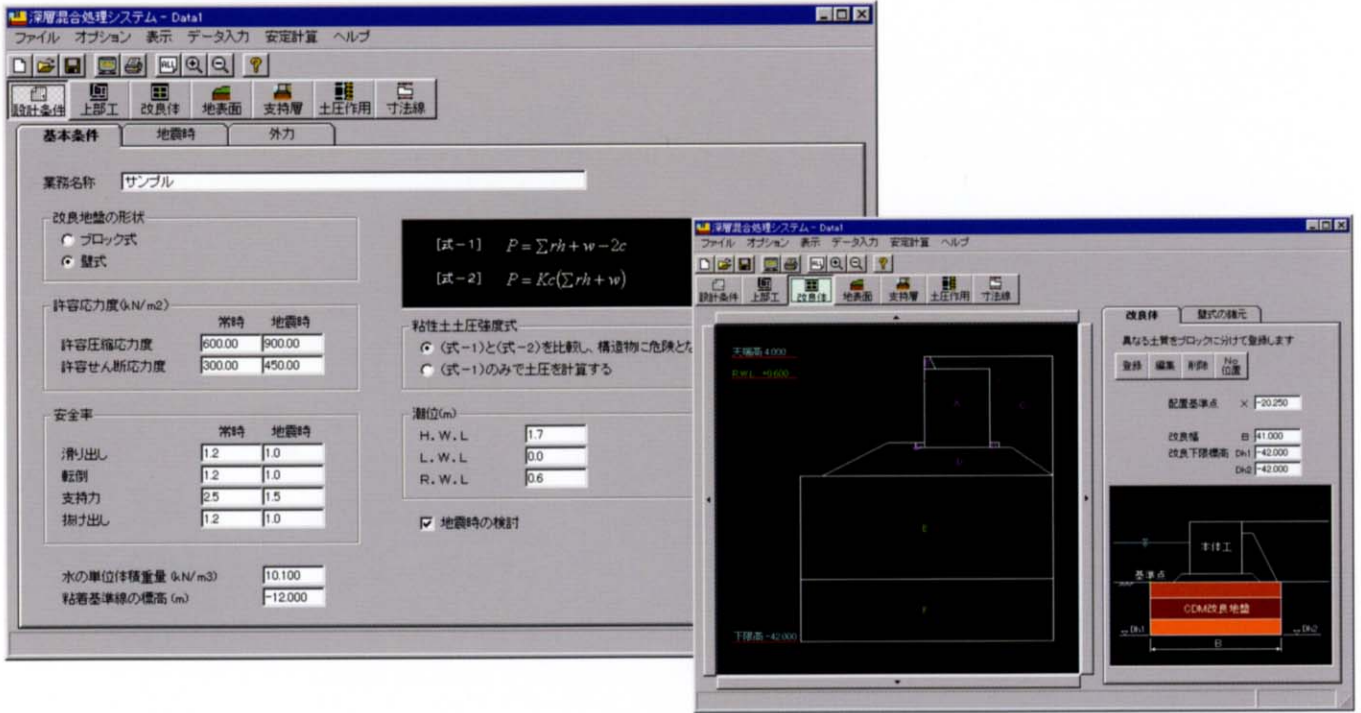 深層混合処理システム - Data1
ファイル オプション 表示 データ入力 安定計算 ヘルプ
ALL ?
設計条件 上部工 改良体 地表面 支持層 土圧作用 寸法線
基本条件 地震時 外力
業務名称 サンプル
改良地盤の形状
ブロック式
壁式
許容応力度(kN/m2)
常時 地震時
許容圧縮応力度 600.00 900.00
許容せん断応力度 300.00 450.00
安全率
常時 地震時
滑り出し 1.2 1.0
転倒 1.2 1.0
支持力 2.5 1.5
抜け出し 1.2 1.0
水の単位体積重量 (kN/m3) 10.100
粘着基準線の標高 (m) -12.000
[式-1] P = ∑rh + w − 2c
[式-2] P = Kc(∑rh + w)
粘性土土圧強度式
(式-1)と(式-2)を比較し、構造物に危険とな
(式-1)のみで土圧を計算する
潮位(m)
H.W.L 1.7
L.W.L 0.0
R.W.L 0.6
地震時の検討
深層混合処理システム - Data1
ファイル オプション 表示 データ入力 安定計算 ヘルプ
ALL ?
設計条件 上部工 改良体 地表面 支持層 土圧作用 寸法線
天端高 4.000
R.W.L +0.600
A
C
D
E
F
下限高 -42.000
改良体 壁式の諸元
異なる土質をブロックに分けて登録します
登録 編集 削除 No位置
配置基準点 X -20.250
改良幅 B 41.000
改良下限標高 Dh1 -42.000
Dh2 -42.000
本体工
基準点
CDM改良地盤
Dh1 Dh2
B